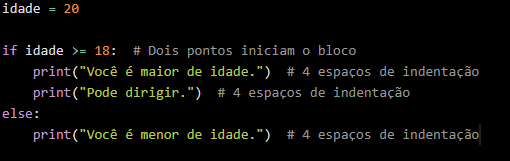 idade = 20
if idade >= 18:  # Dois pontos iniciam o bloco
    print("Você é maior de idade.")  # 4 espaços de indentação
    print("Pode dirigir.")  # 4 espaços de indentação
else:
    print("Você é menor de idade.")  # 4 espaços de indentação